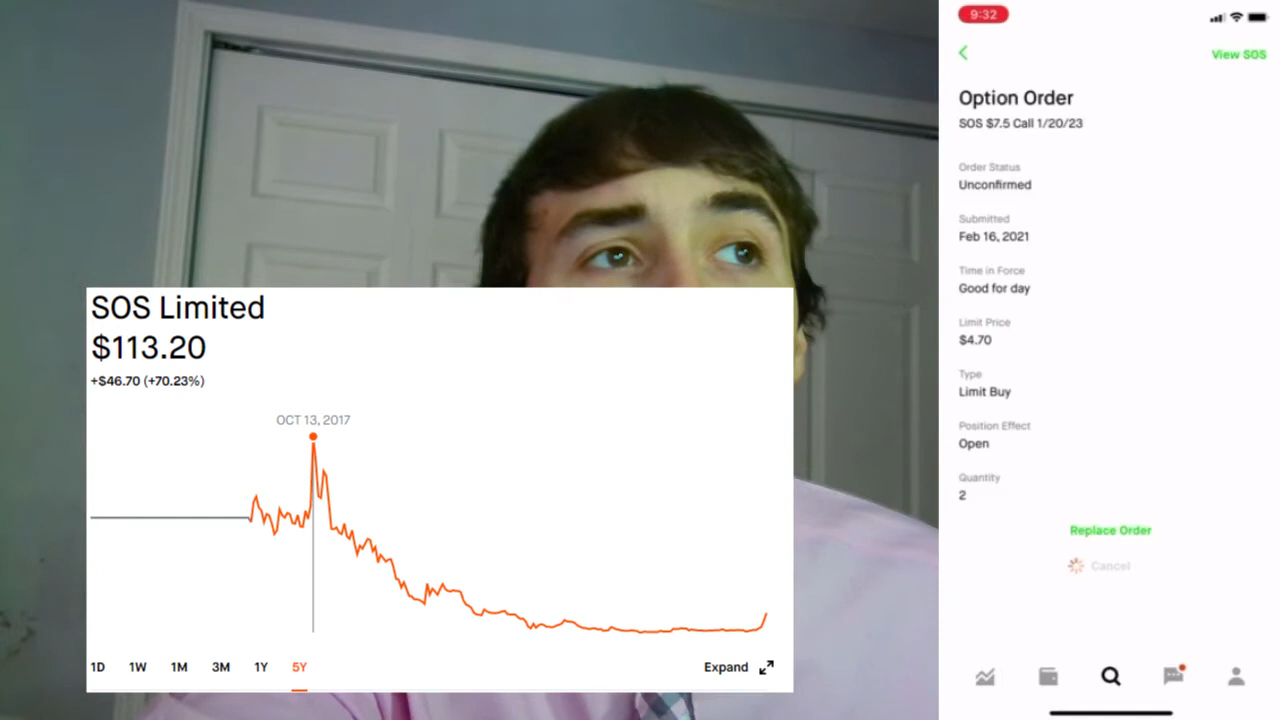 SOS Limited
$113.20
+$46.70 (+70.23%)
OCT 13, 2017
1D 1W 1M 3M 1Y 5Y Expand
9:32
View SOS
Option Order
SOS $7.5 Call 1/20/23
Order Status
Unconfirmed
Submitted
Feb 16, 2021
Time in Force
Good for day
Limit Price
$4.70
Type
Limit Buy
Position Effect
Open
Quantity
2
Replace Order
Cancel